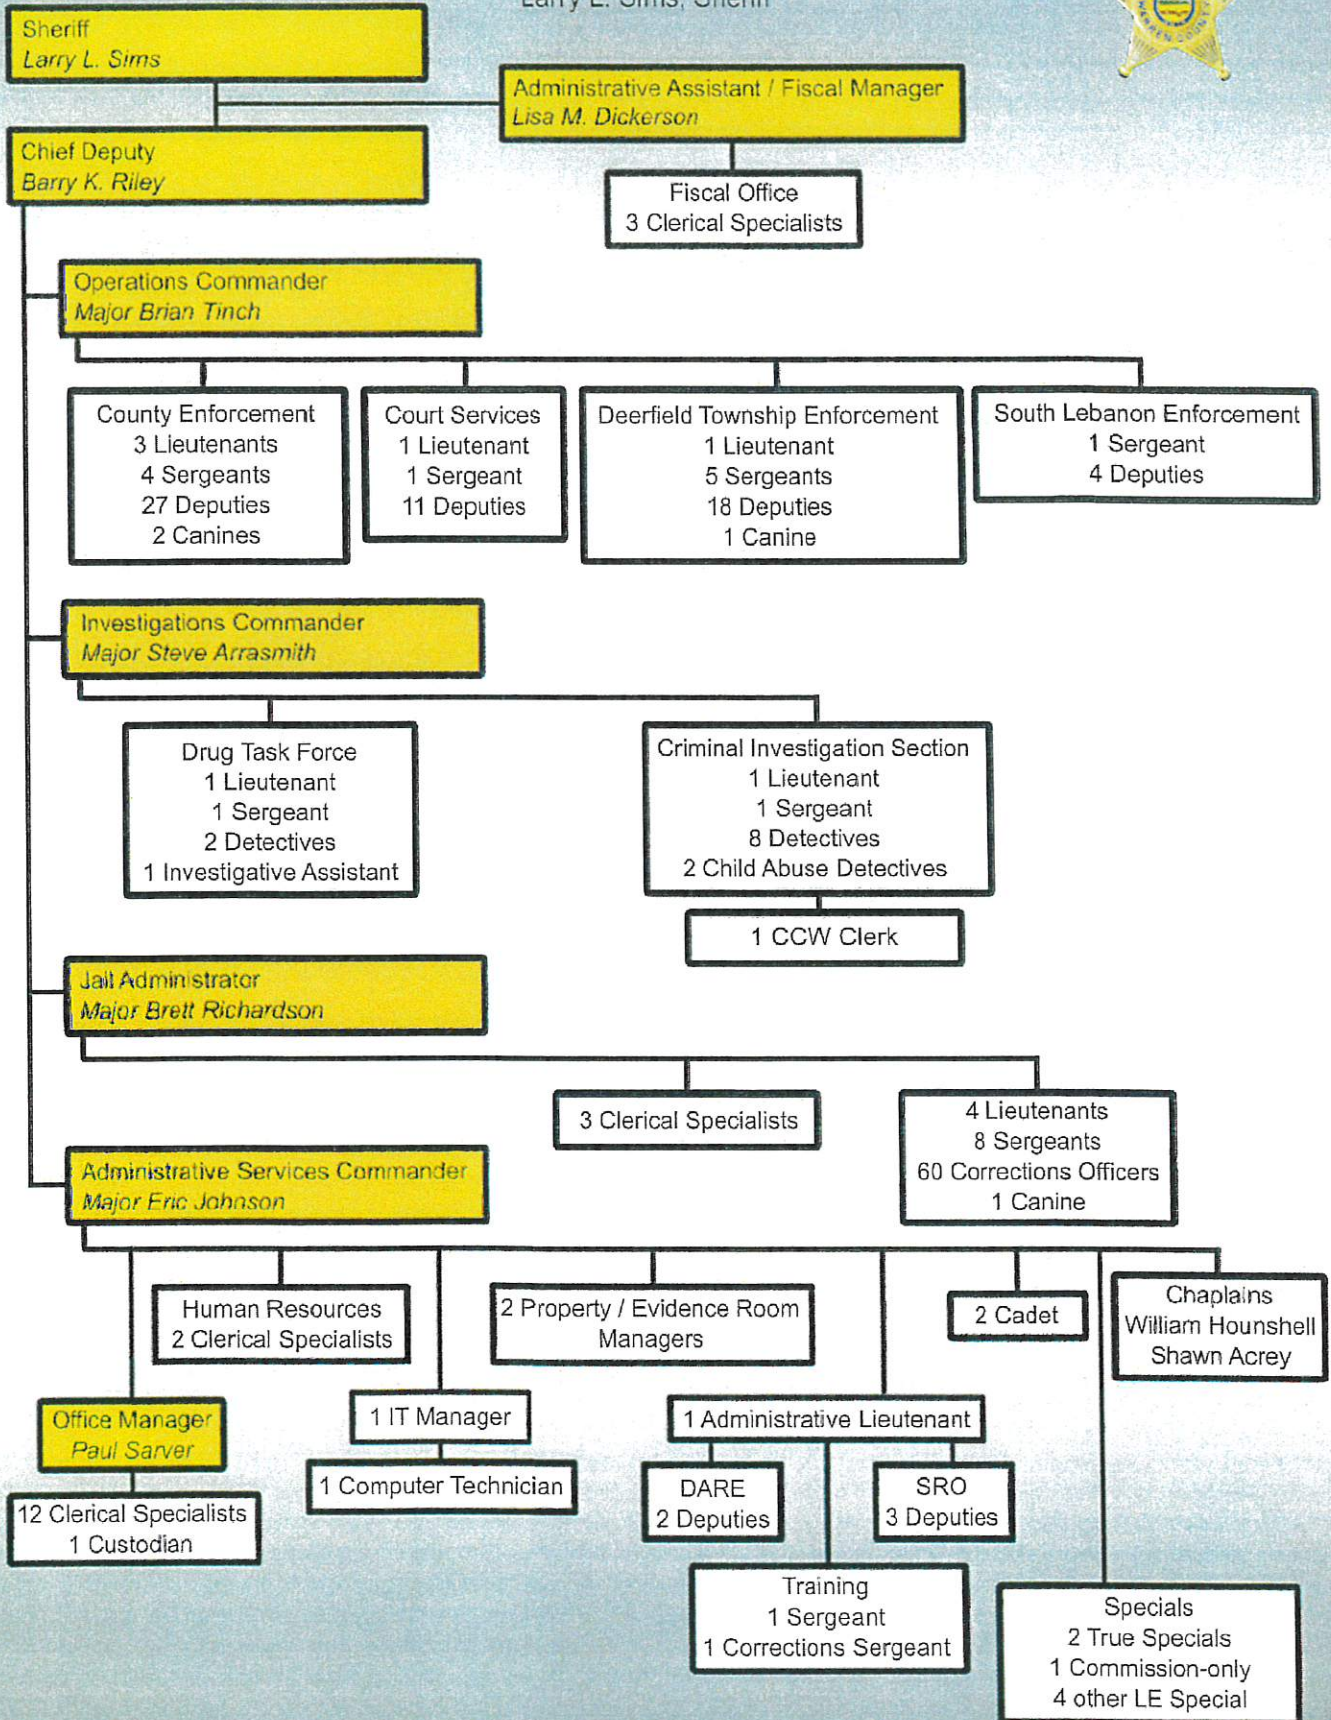 Larry L. Sims, Sheriff
WARREN COUNTY
Sheriff
Larry L. Sims
Administrative Assistant / Fiscal Manager
Lisa M. Dickerson
Chief Deputy
Barry K. Riley
Fiscal Office
3 Clerical Specialists
Operations Commander
Major Brian Tinch
County Enforcement
3 Lieutenants
4 Sergeants
27 Deputies
2 Canines
Court Services
1 Lieutenant
1 Sergeant
11 Deputies
Deerfield Township Enforcement
1 Lieutenant
5 Sergeants
18 Deputies
1 Canine
South Lebanon Enforcement
1 Sergeant
4 Deputies
Investigations Commander
Major Steve Arrasmith
Drug Task Force
1 Lieutenant
1 Sergeant
2 Detectives
1 Investigative Assistant
Criminal Investigation Section
1 Lieutenant
1 Sergeant
8 Detectives
2 Child Abuse Detectives
1 CCW Clerk
Jail Administrator
Major Brett Richardson
3 Clerical Specialists
4 Lieutenants
8 Sergeants
60 Corrections Officers
1 Canine
Administrative Services Commander
Major Eric Johnson
Human Resources
2 Clerical Specialists
2 Property / Evidence Room
Managers
2 Cadet
Chaplains
William Hounshell
Shawn Acrey
Office Manager
Paul Sarver
1 IT Manager
1 Administrative Lieutenant
12 Clerical Specialists
1 Custodian
1 Computer Technician
DARE
2 Deputies
SRO
3 Deputies
Training
1 Sergeant
1 Corrections Sergeant
Specials
2 True Specials
1 Commission-only
4 other LE Special